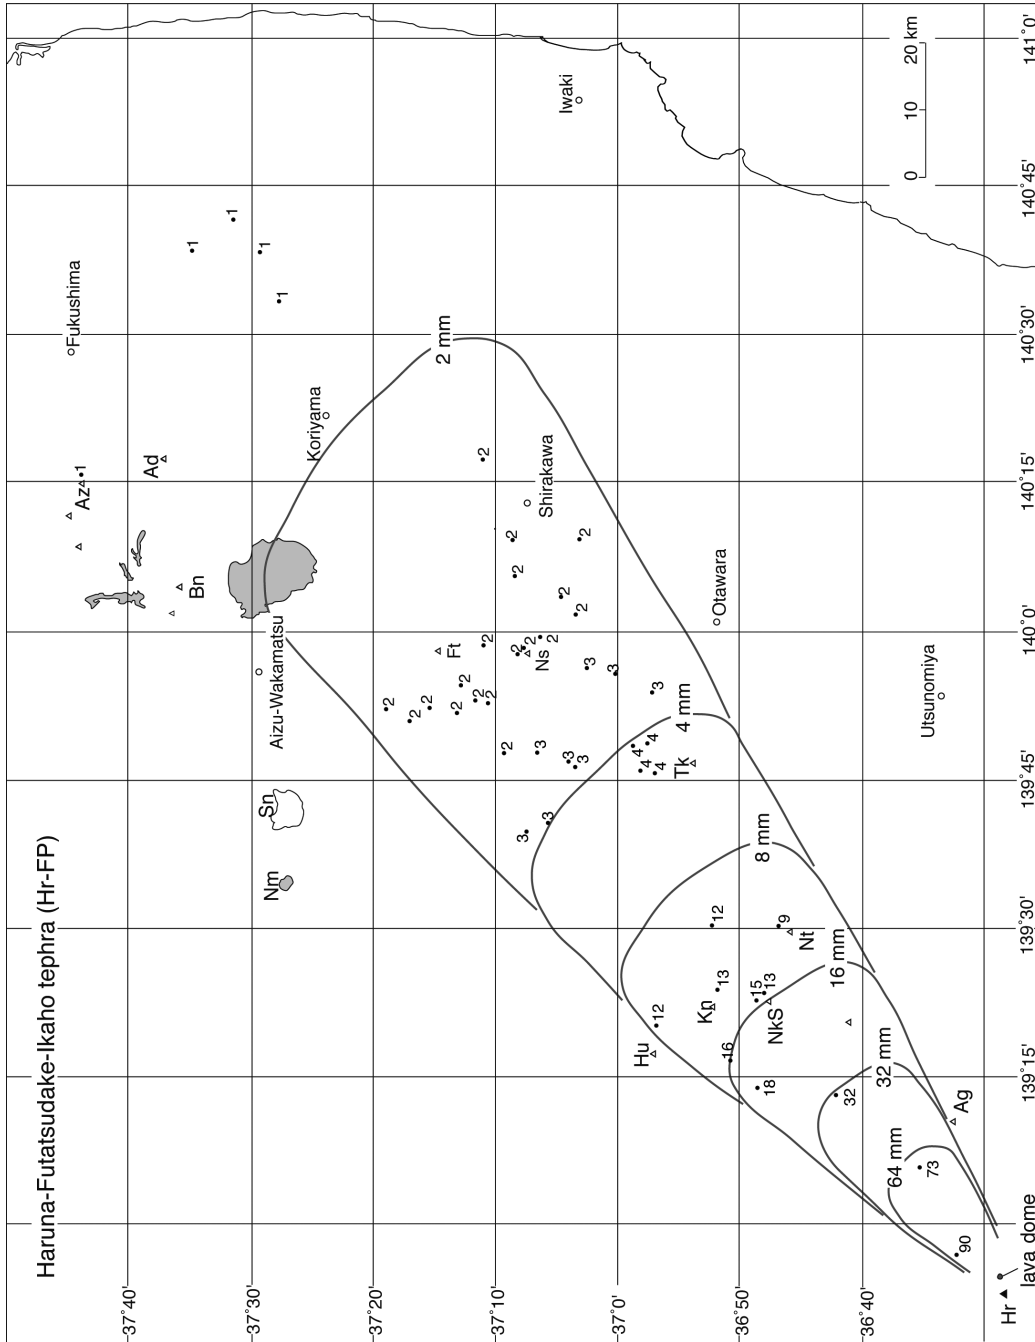 Haruna-Futatsudake-Ikaho tephra (Hr-FP)
Fukushima
Az 1
37˚40'
Ad
1
Bn
1
37˚30'
1
Sn
Nm
Aizu-Wakamatsu
1
Koriyama
37˚20'
2
2
2
2 mm
Ft
2
2
2
2
2
37˚10'
2
2
2
2
3
2
3
Ns
Shirakawa
3
2
2
Iwaki
3
2
3
2
3
3
37˚0'
4
Hu
4
4
3
12
4
Tk
4 mm
Kn
12
Otawara
13
16
36˚50'
15
8 mm
18
13
NkS
9
Nt
16 mm
32
36˚40'
32 mm
64 mm
0 10 20 km
Utsunomiya
73
Ag
90
Hr
lava dome
139˚15' 139˚30' 139˚45' 140˚0' 140˚15' 140˚30' 140˚45' 141˚0'